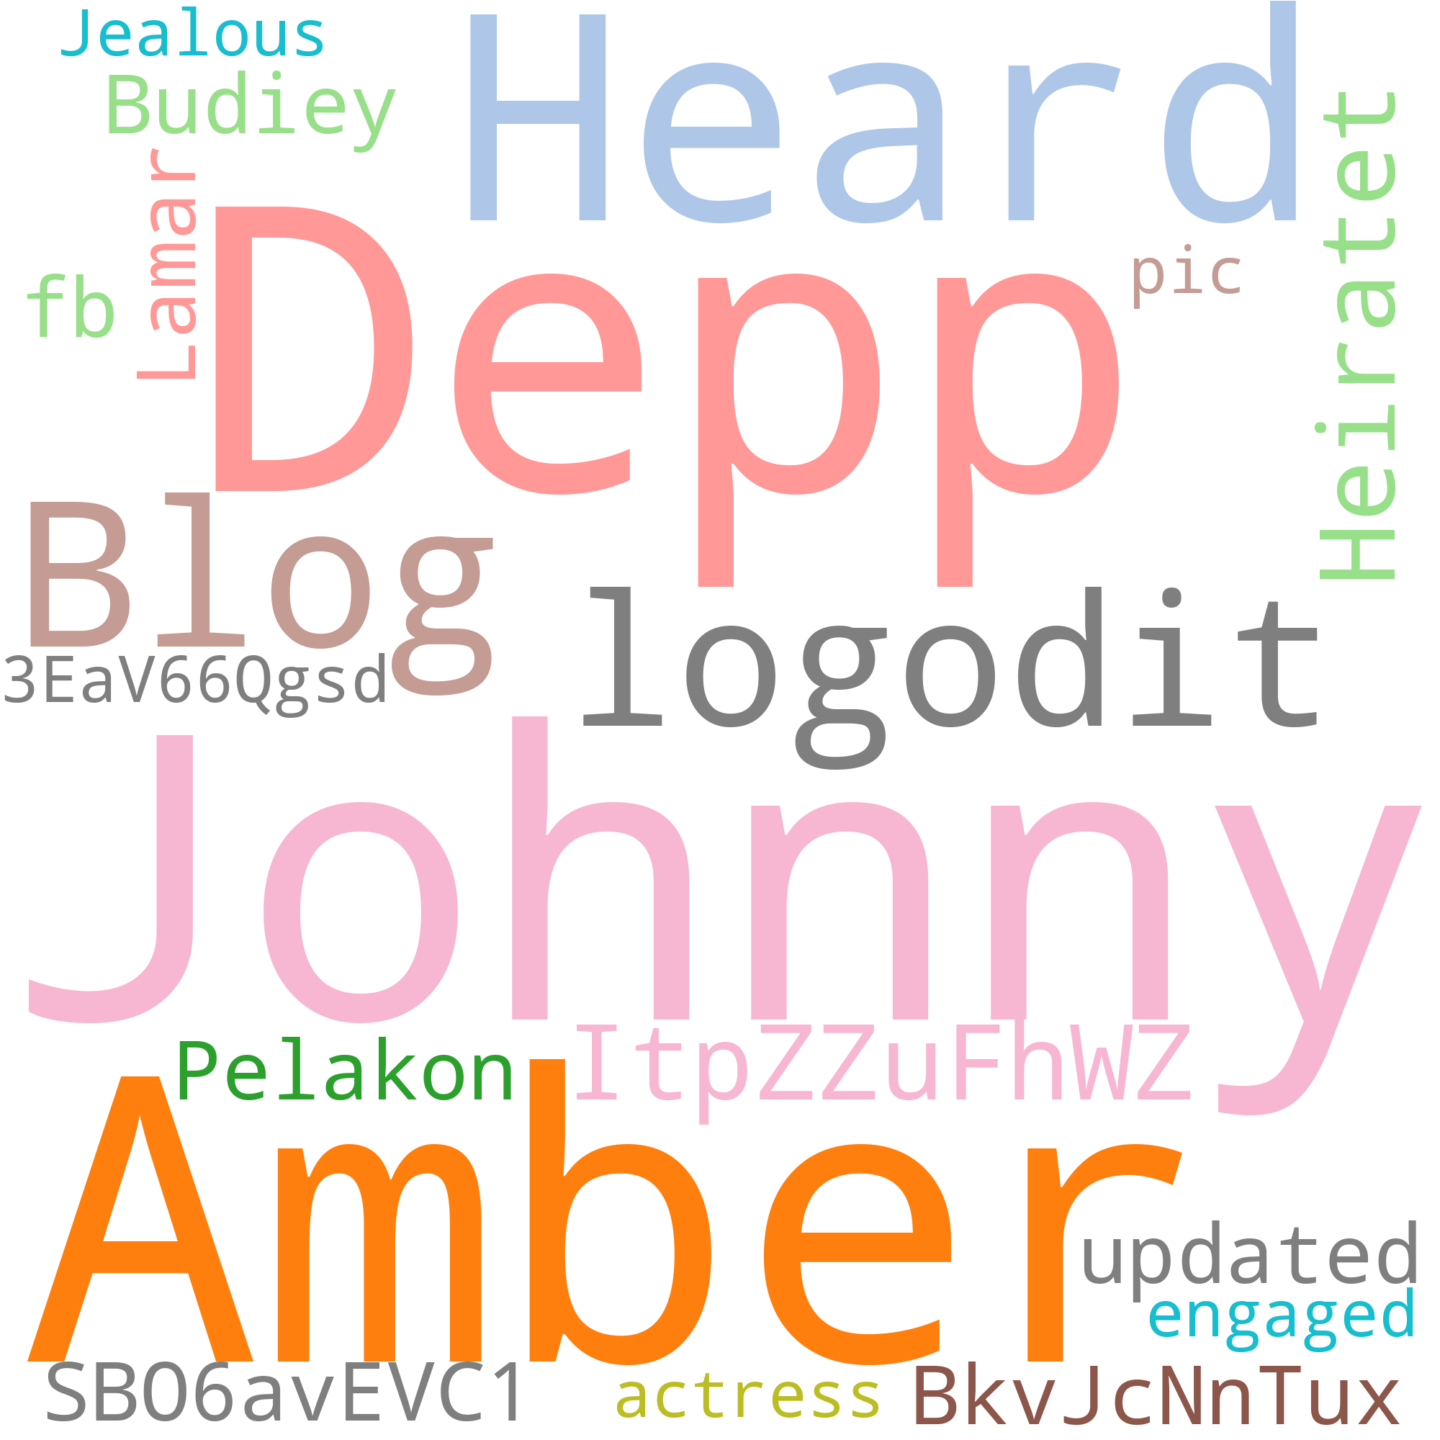 Jealous
Heard
Budiey
Heiratet
Lamar
Depp
pic
fb
Blog
logodit
3EaV66Qgsd
Johnny
Pelakon
ItpZZuFhWZ
Amber
updated
engaged
SBO6avEVC1
actress
BkvJcNnTux